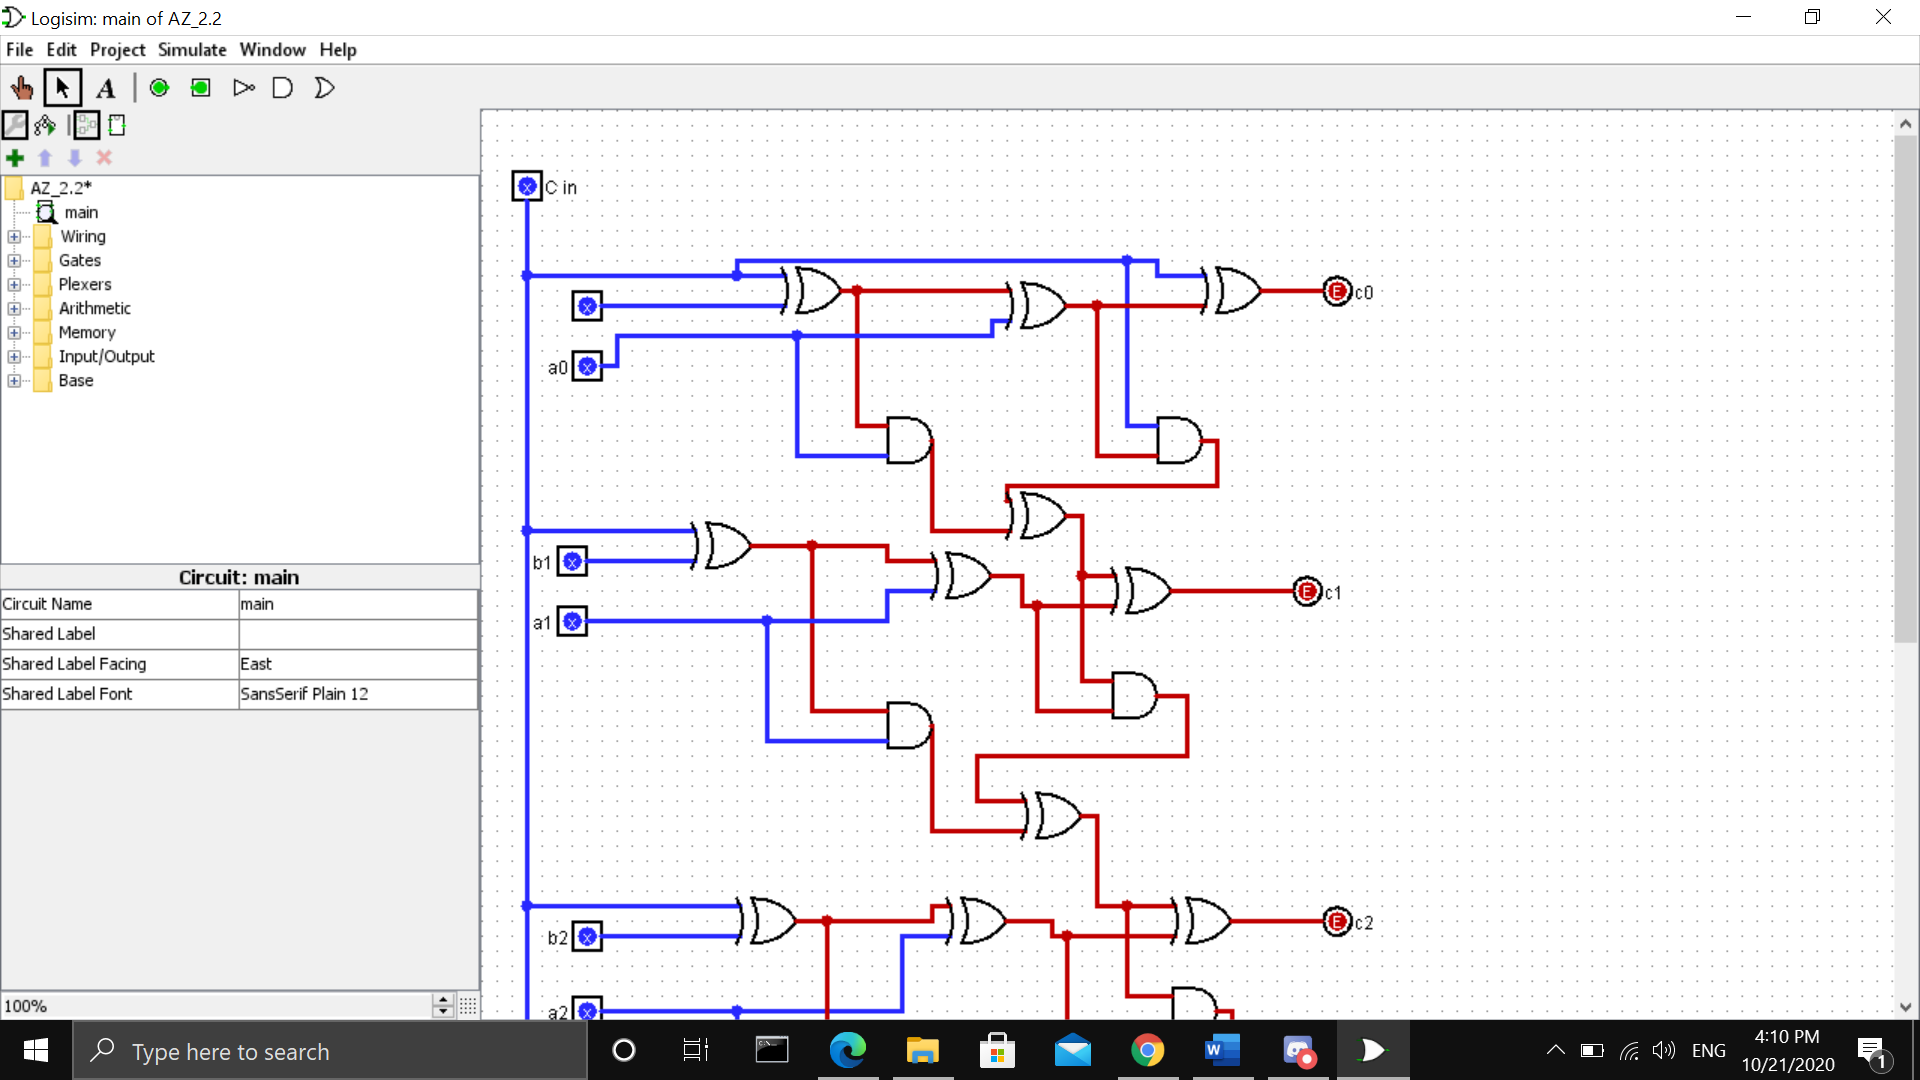 Logisim: main of AZ_2.2
File Edit Project Simulate Window Help
A
AZ_2.2*
main
Wiring
Gates
Plexers
Arithmetic
Memory
Input/Output
Base
Circuit: main
Circuit Name main
Shared Label
Shared Label Facing East
Shared Label Font SansSerif Plain 12
100%
x C in
x
E c0
a0 x
b1 x
E c1
a1 x
b2 x
E c2
a2 x
Type here to search
W
ENG
4:10 PM
10/21/2020
1